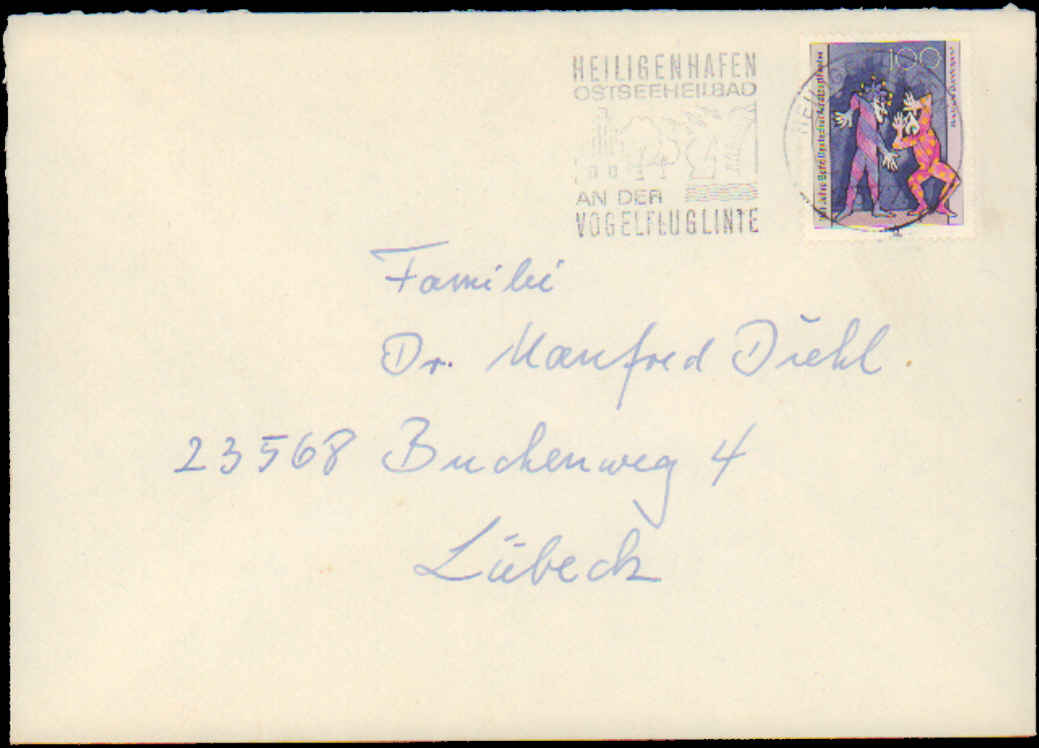 HEILIGENHAFEN
OSTSEEHEILBAD
AN DER
VOGELFLUGLINIE
100
Familie
Dr. Manfred Diehl
23568 Buchenweg 4
Lübeck